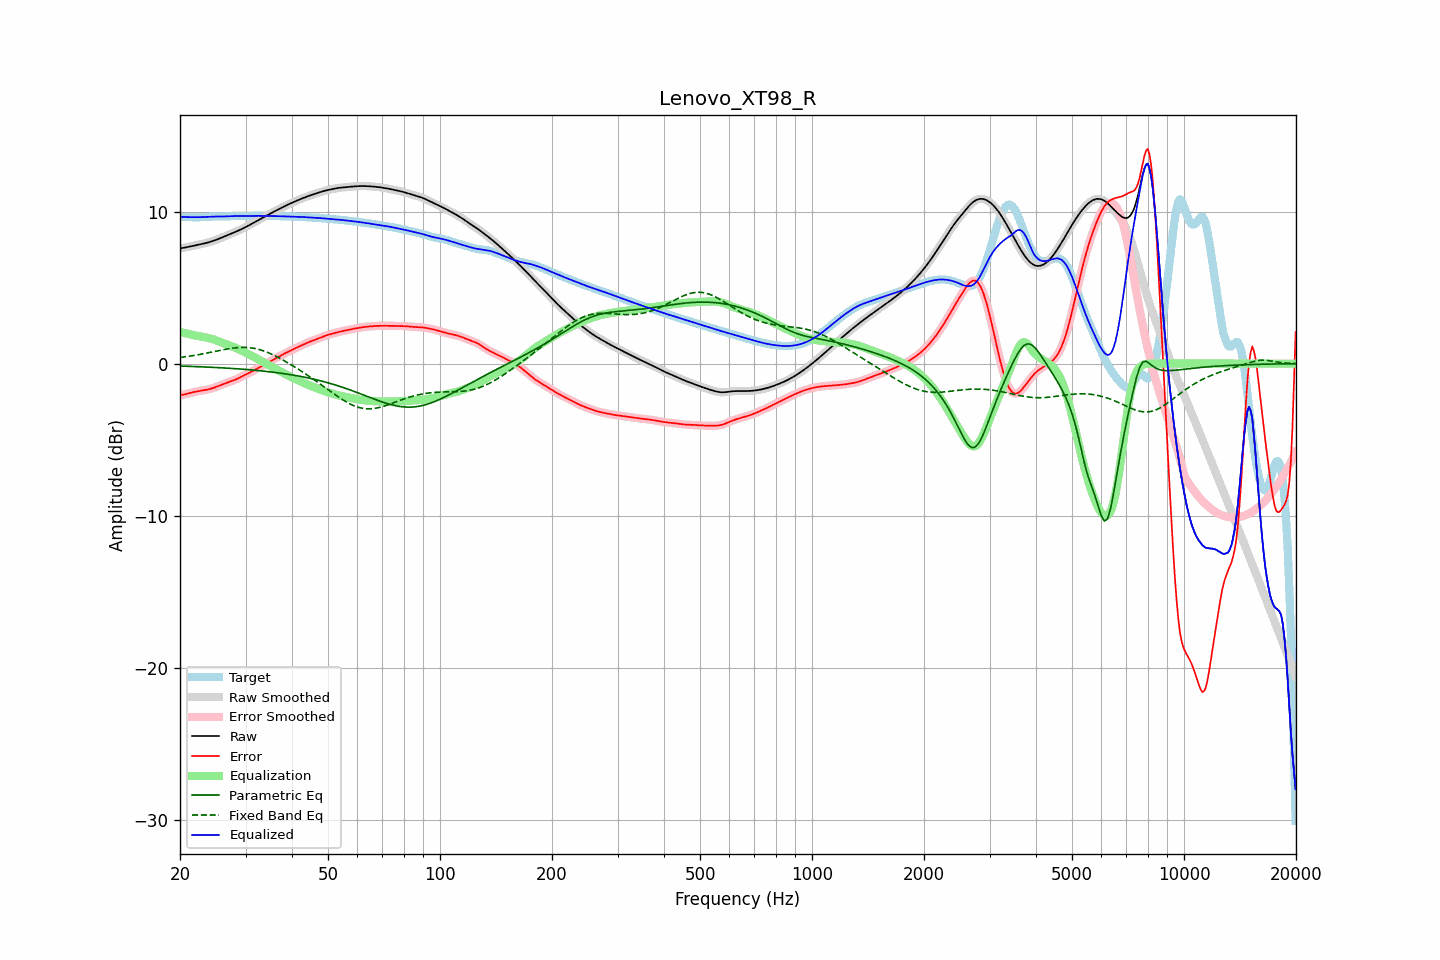 Lenovo_XT98_R
Amplitude (dBr)
10
0
−10
−20
−30
Target
Raw Smoothed
Error Smoothed
Raw
Error
Equalization
Parametric Eq
Fixed Band Eq
Equalized
20 50 100 200 500 1000 2000 5000 10000 20000
Frequency (Hz)